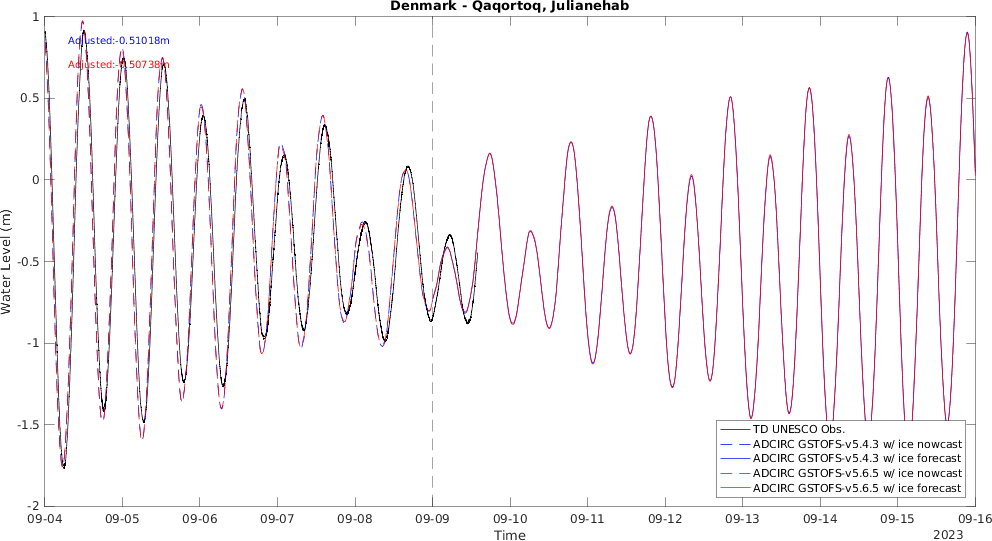 Denmark - Qaqortoq, Julianehab
Adjusted:-0.51018m
Adjusted:-0.50738m
Water Level (m)
1
0.5
0
-0.5
-1
-1.5
-2
TD UNESCO Obs.
ADCIRC GSTOFS-v5.4.3 w/ ice nowcast
ADCIRC GSTOFS-v5.4.3 w/ ice forecast
ADCIRC GSTOFS-v5.6.5 w/ ice nowcast
ADCIRC GSTOFS-v5.6.5 w/ ice forecast
09-04 09-05 09-06 09-07 09-08 09-09 09-10 09-11 09-12 09-13 09-14 09-15 09-16
Time
2023